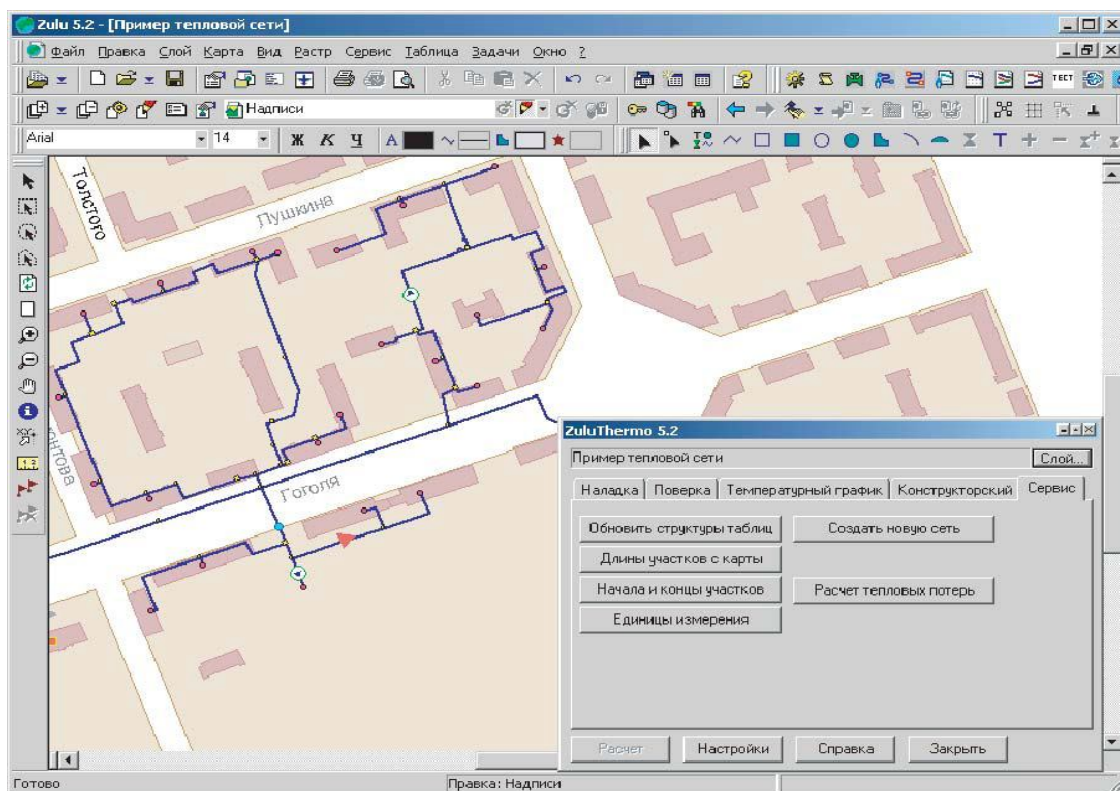 Zulu 5.2 - [Пример тепловой сети]
Файл Правка Слой Карта Вид Растр Сервис Таблица Задачи Окно ?
ТЕСТ
Надписи
Arial 14 Ж К Ч А Т
Толстого
Пушкина
Гоголя
ZuluThermo 5.2
Пример тепловой сети Слой...
Наладка Поверка Температурный график Конструкторский Сервис
Обновить структуры таблиц Создать новую сеть
Длины участков с карты
Начала и концы участков Расчет тепловых потерь
Единицы измерения
Расчет Настройки Справка Закрыть
Готово Правка: Надписи